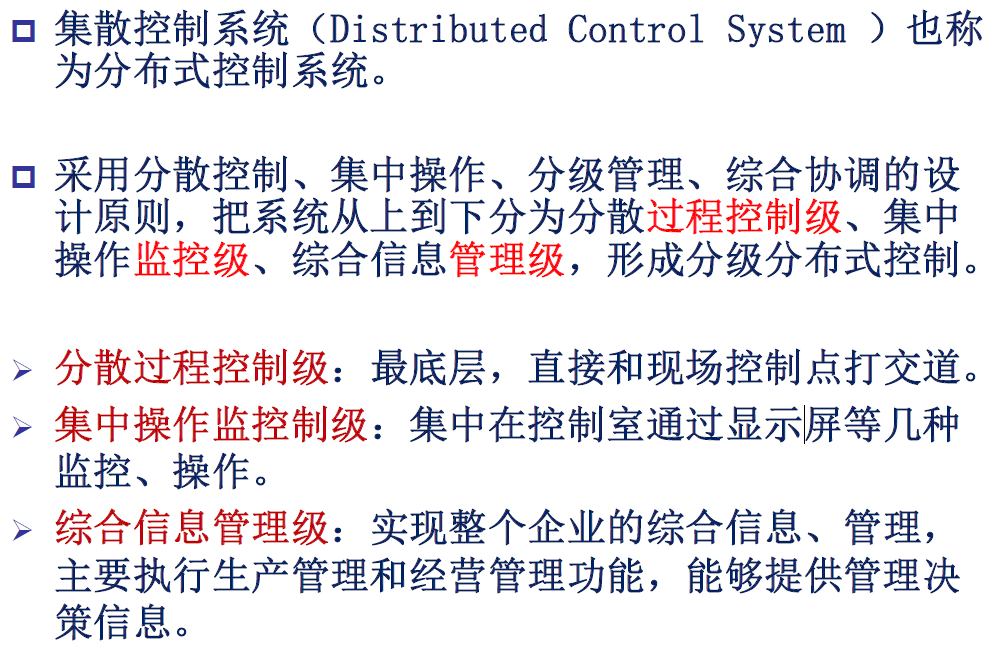 集散控制系统（Distributed Control System ）也称
为分布式控制系统。
采用分散控制、集中操作、分级管理、综合协调的设
计原则，把系统从上到下分为分散过程控制级、集中
操作监控级、综合信息管理级，形成分级分布式控制。
分散过程控制级：最底层，直接和现场控制点打交道。
集中操作监控制级：集中在控制室通过显示屏等几种
监控、操作。
综合信息管理级：实现整个企业的综合信息、管理，
主要执行生产管理和经营管理功能，能够提供管理决
策信息。